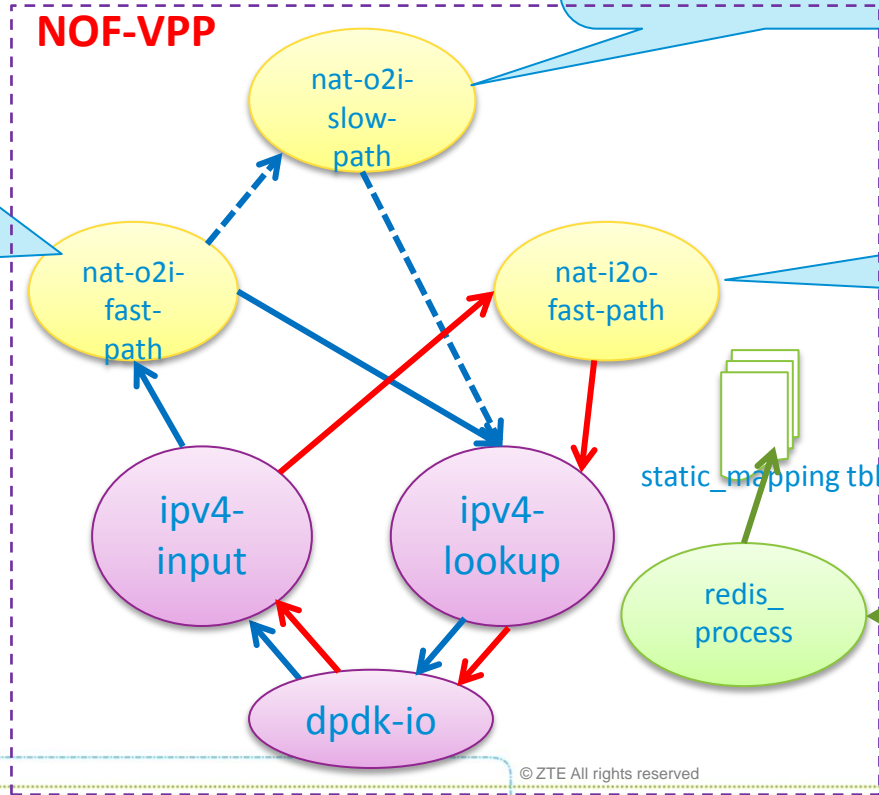 NOF-VPP
nat-o2i-
slow-
path
nat-o2i-
fast-
path
nat-i2o-
fast-path
static_mapping tbl
ipv4-
input
ipv4-
lookup
redis_
process
dpdk-io
© ZTE All rights reserved